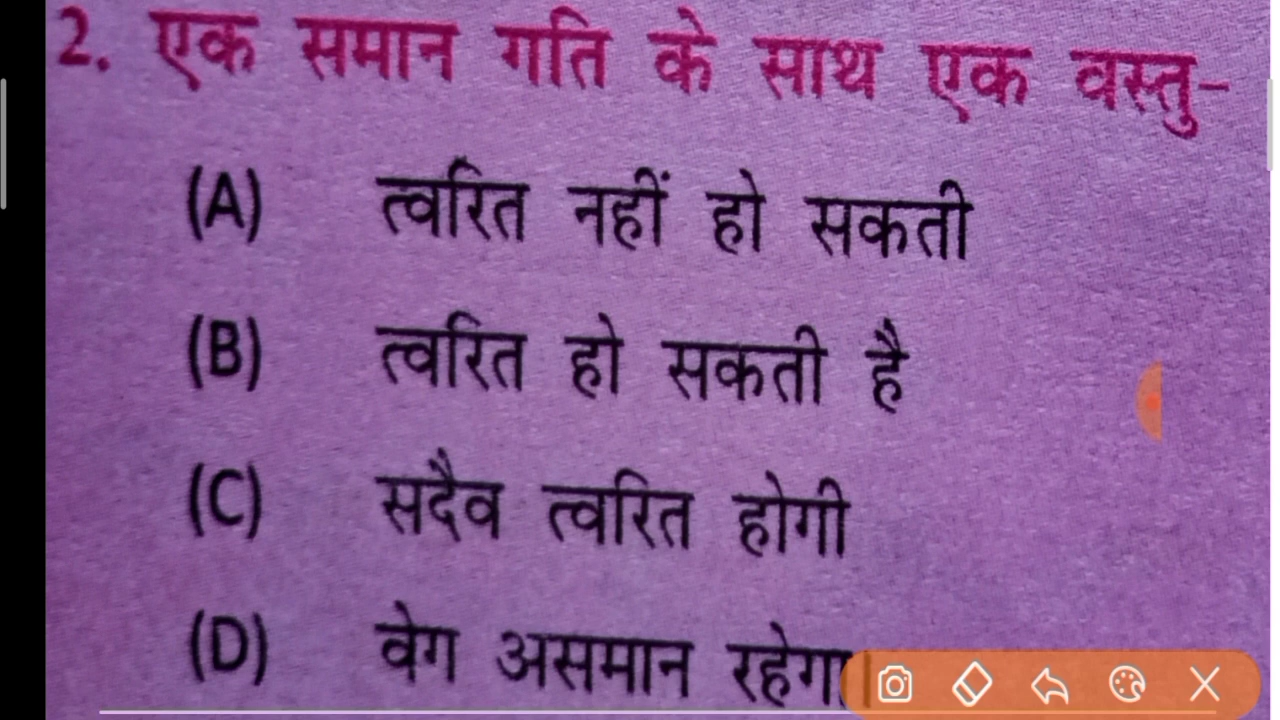 2. एक समान गति के साथ एक वस्तु–
(A) त्वरित नहीं हो सकती
(B) त्वरित हो सकती है
(C) सदैव त्वरित होगी
(D) वेग असमान रहेगा